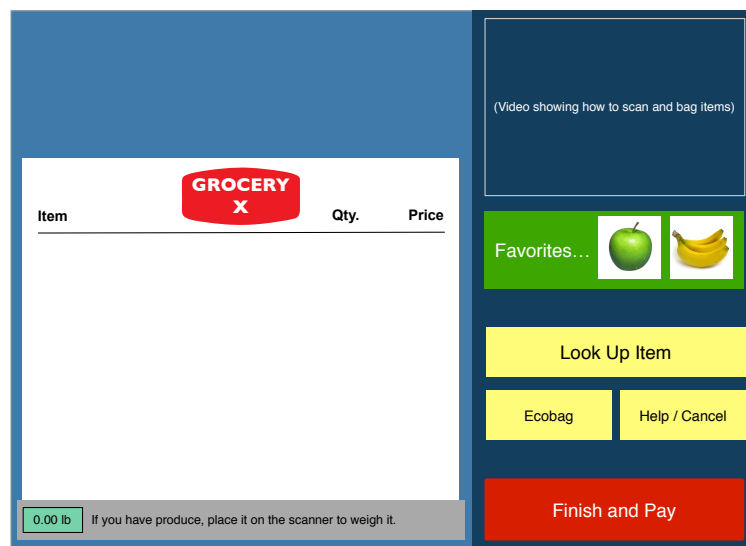 (Video showing how to scan and bag items)
GROCERY
X
Item Qty. Price
Favorites…
Look Up Item
Ecobag Help / Cancel
0.00 lb If you have produce, place it on the scanner to weigh it.
Finish and Pay